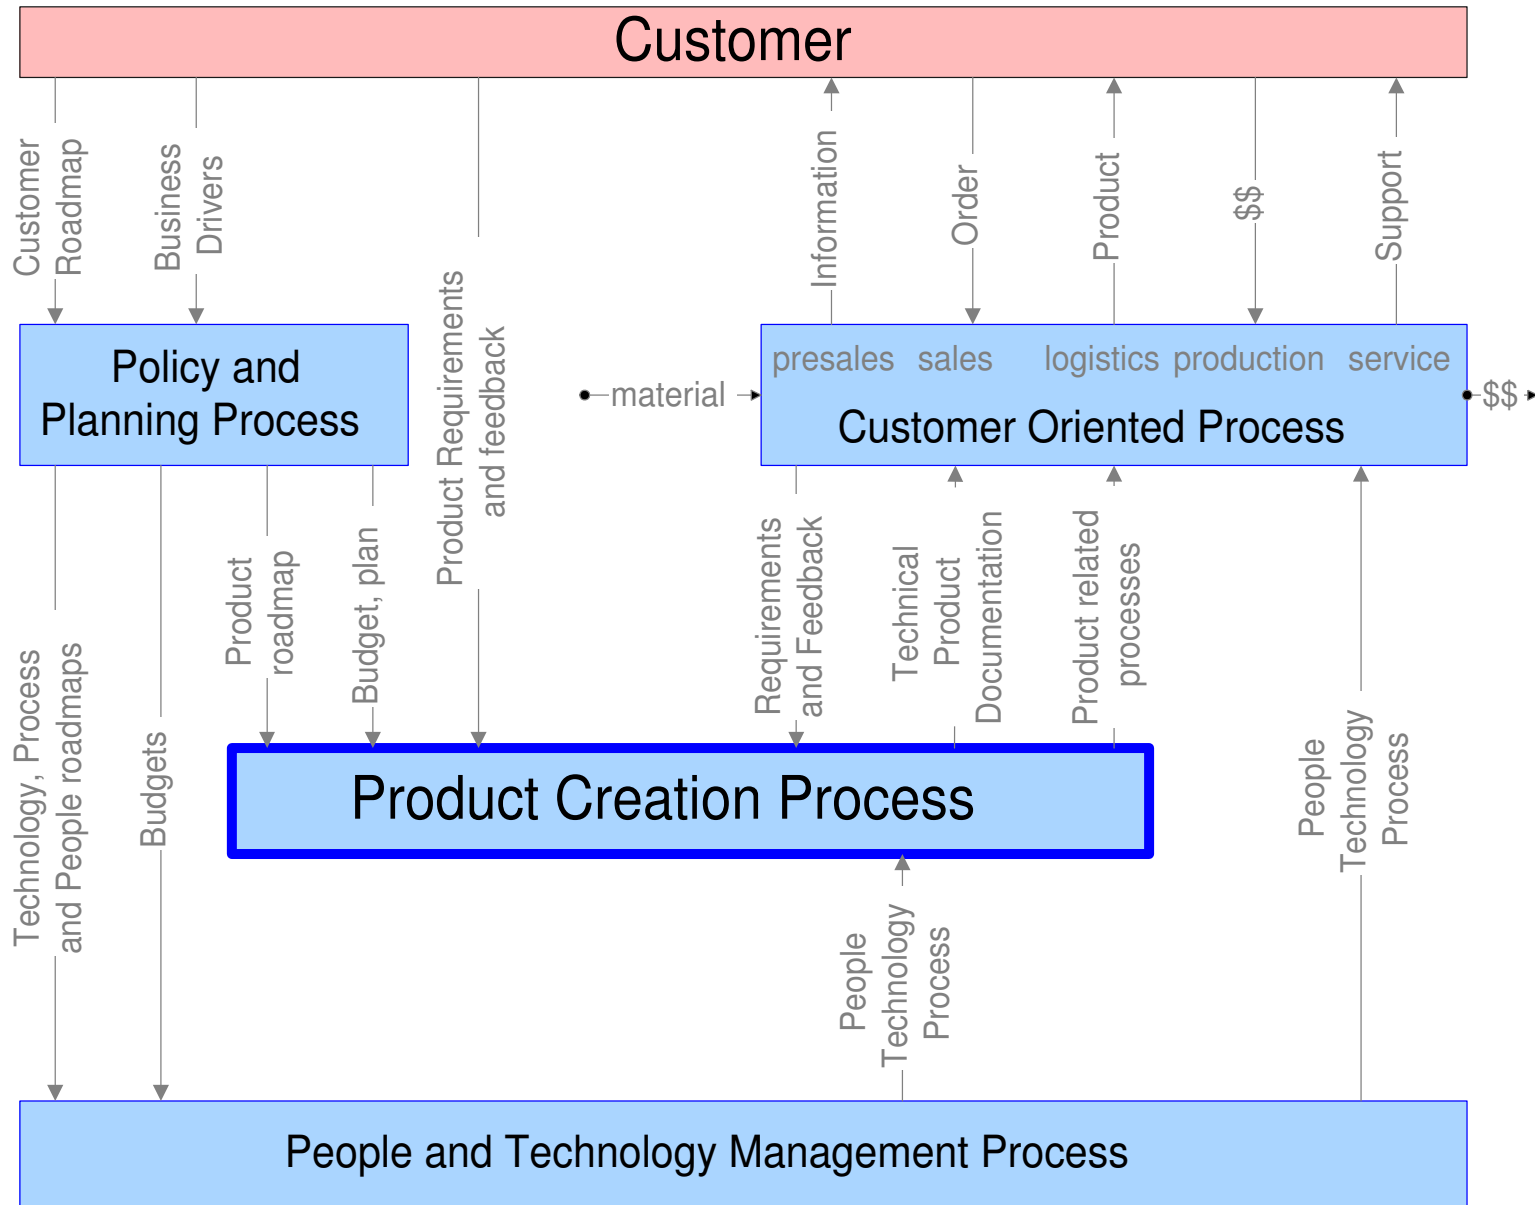 Customer
Customer
Roadmap
Business
Drivers
Product Requirements
and feedback
Information
Order
Product
$$
Support
Policy and
Planning Process
material
presales
sales
logistics
production
service
Customer Oriented Process
$$
Technology, Process
and People roadmaps
Budgets
Product
roadmap
Budget, plan
Requirements
and Feedback
Technical
Product
Documentation
Product related
processes
People
Technology
Process
Product Creation Process
People
Technology
Process
People and Technology Management Process